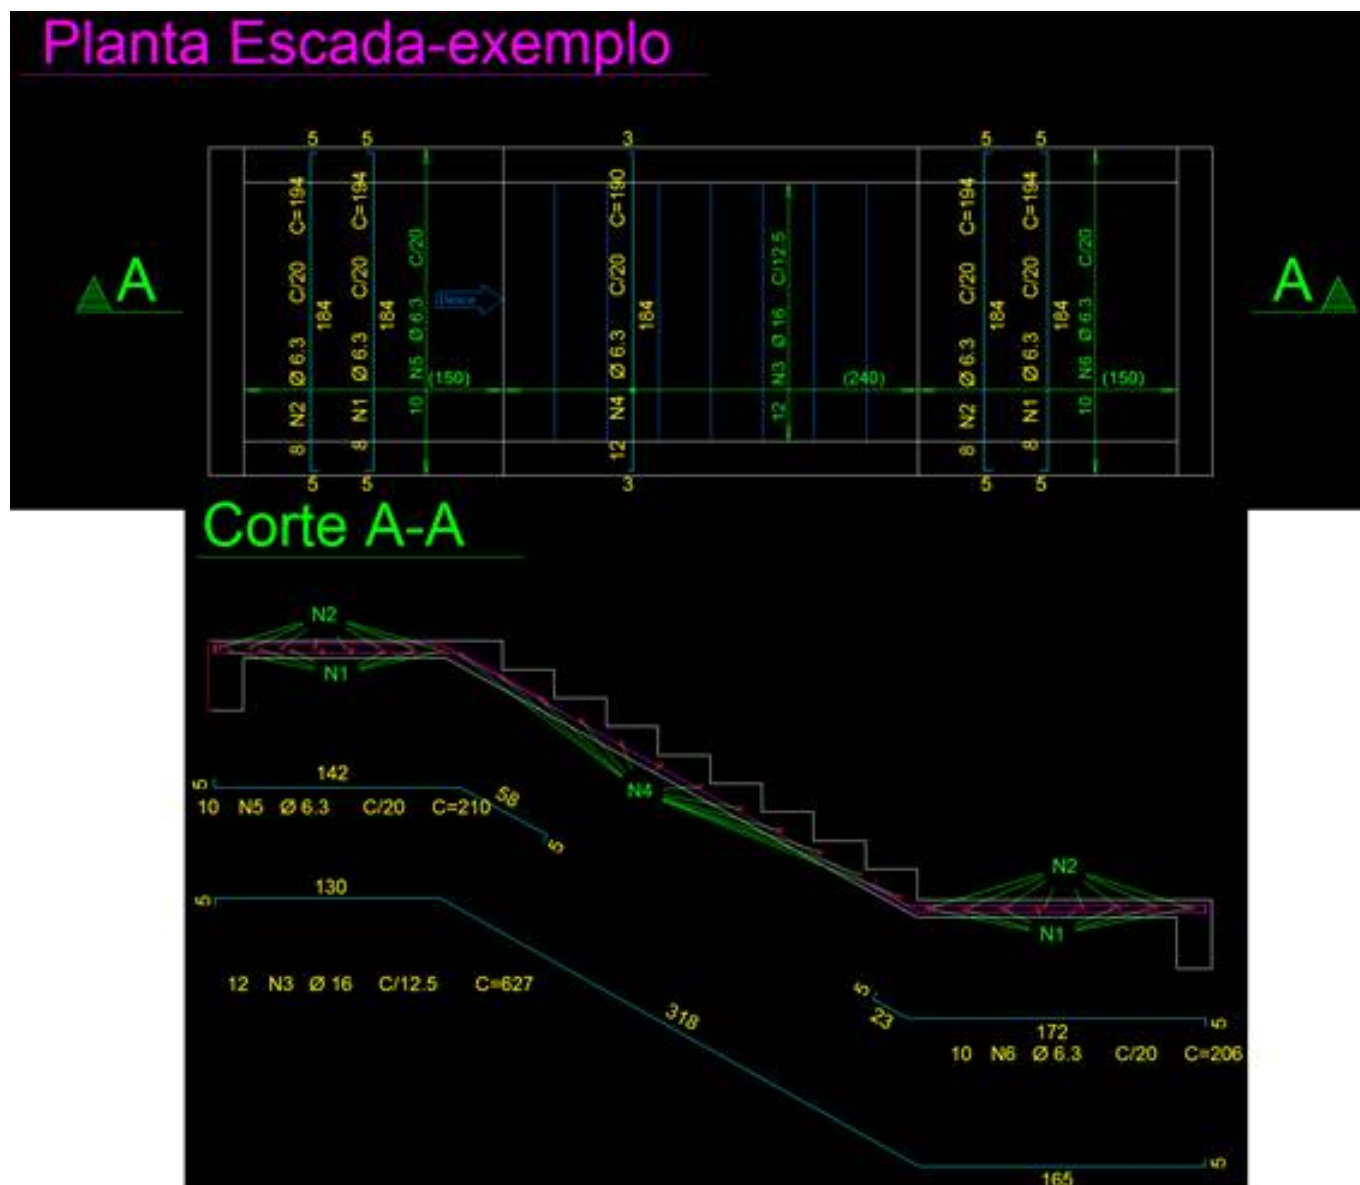 Planta Escada-exemplo
5 5 3 5 5
8 N2 Ø 6.3 C/20 C=194
184
8 N1 Ø 6.3 C/20 C=194
184
10 N5 Ø 6.3 C/20
(150)
12 N4 Ø 6.3 C/20 C=190
184
12 N3 Ø 16 C/12.5
(240)
8 N2 Ø 6.3 C/20 C=194
184
8 N1 Ø 6.3 C/20 C=194
184
10 N6 Ø 6.3 C/20
(150)
A A
5 5 3 5 5
Corte A-A
N2
N1
N4
N2
N1
5 142 58 5
10 N5 Ø 6.3 C/20 C=210
5 130 318 165 5
12 N3 Ø 16 C/12.5 C=627
5 23 172 5
10 N6 Ø 6.3 C/20 C=206